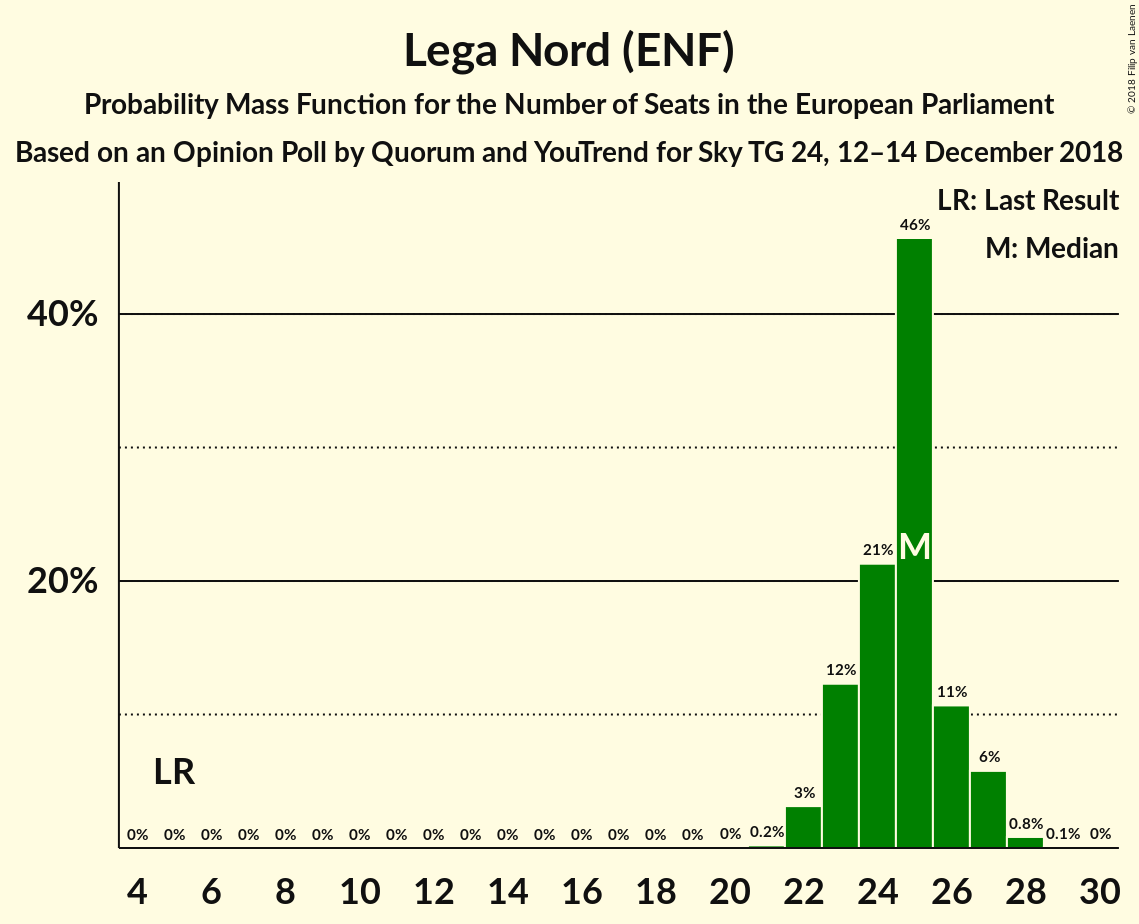 Lega Nord (ENF)
Probability Mass Function for the Number of Seats in the European Parliament
Based on an Opinion Poll by Quorum and YouTrend for Sky TG 24, 12–14 December 2018
© 2018 Filip van Laenen
LR: Last Result
M: Median
40%
20%
46%
21%
M
12%
11%
6%
3%
LR
0% 0% 0% 0% 0% 0% 0% 0% 0% 0% 0% 0% 0% 0% 0% 0% 0% 0.2% 0.8% 0.1% 0%
4 6 8 10 12 14 16 18 20 22 24 26 28 30